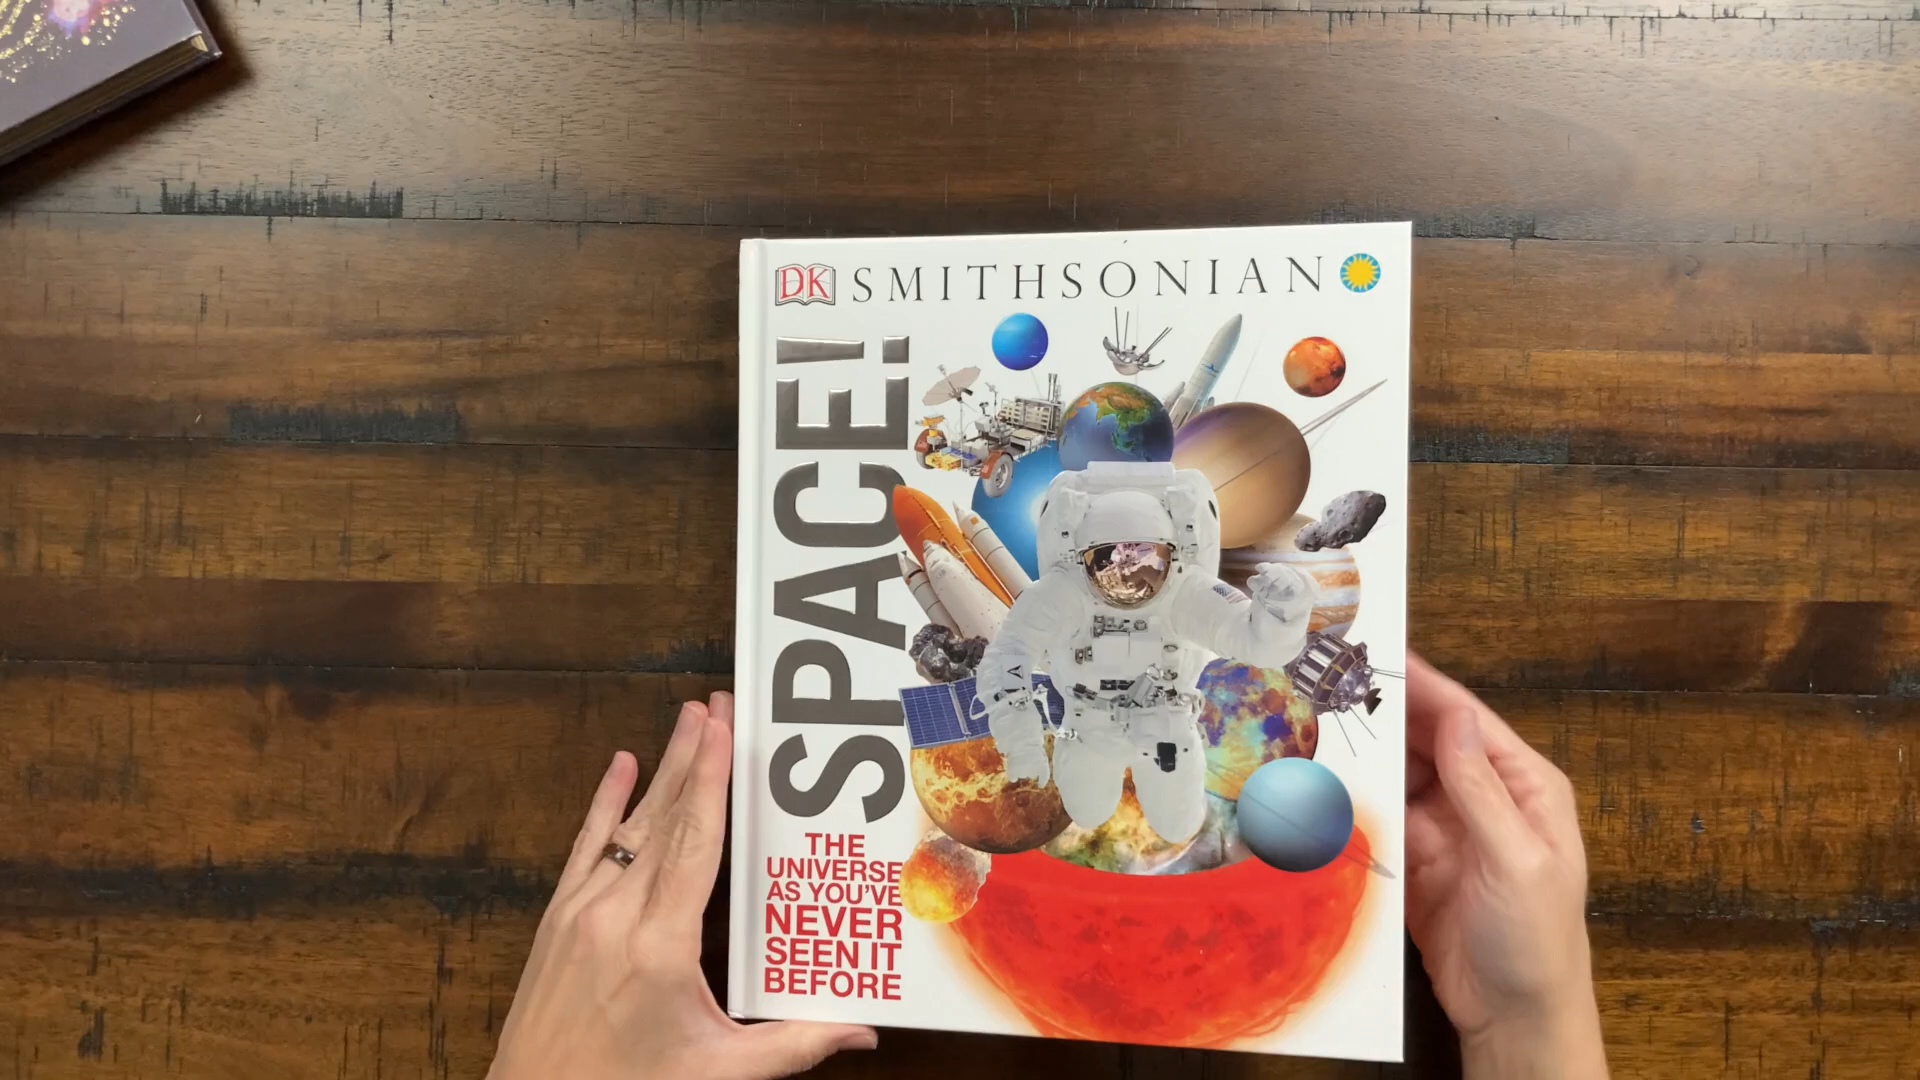 DK SMITHSONIAN
SPACE!
THE
UNIVERSE
AS YOU'VE
NEVER
SEEN IT
BEFORE